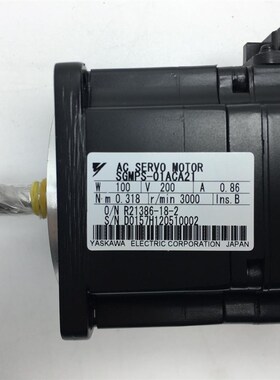 AC SERVO MOTOR
SGMPS-01ACA21
W 100 V 200 A 0.86
N·m 0.318 r/min 3000 Ins. B
O/N R21386-18-2
S/N D0157H120510002
YASKAWA ELECTRIC CORPORATION JAPAN